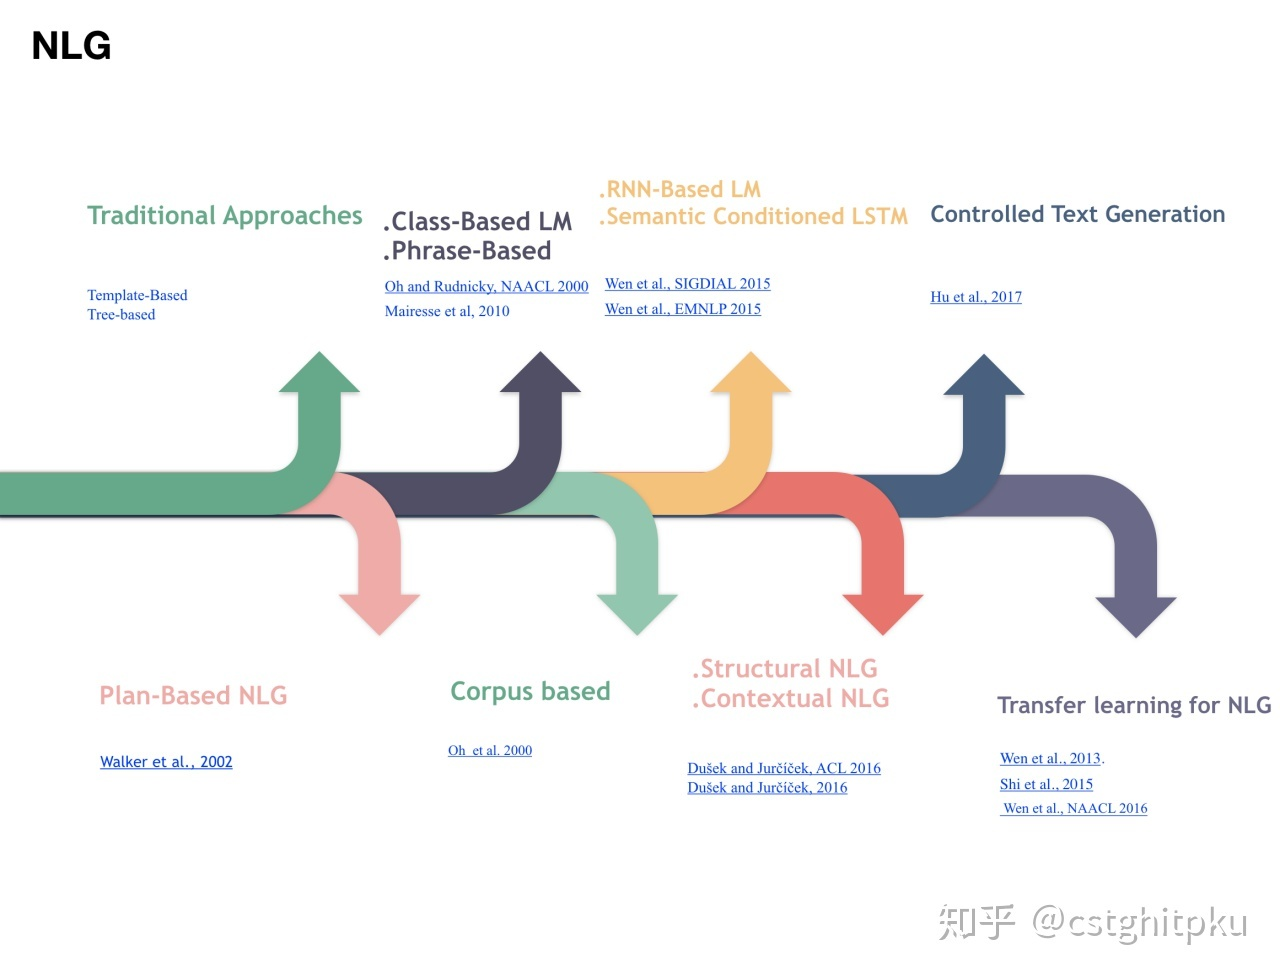 NLG
Traditional Approaches
Template-Based
Tree-based
.Class-Based LM
.Phrase-Based
Oh and Rudnicky, NAACL 2000
Mairesse et al, 2010
.RNN-Based LM
.Semantic Conditioned LSTM
Wen et al., SIGDIAL 2015
Wen et al., EMNLP 2015
Controlled Text Generation
Hu et al., 2017
Plan-Based NLG
Walker et al., 2002
Corpus based
Oh et al. 2000
.Structural NLG
.Contextual NLG
Dušek and Jurčíček, ACL 2016
Dušek and Jurčíček, 2016
Transfer learning for NLG
Wen et al., 2013.
Shi et al., 2015
Wen et al., NAACL 2016
知乎 @cstghitpku